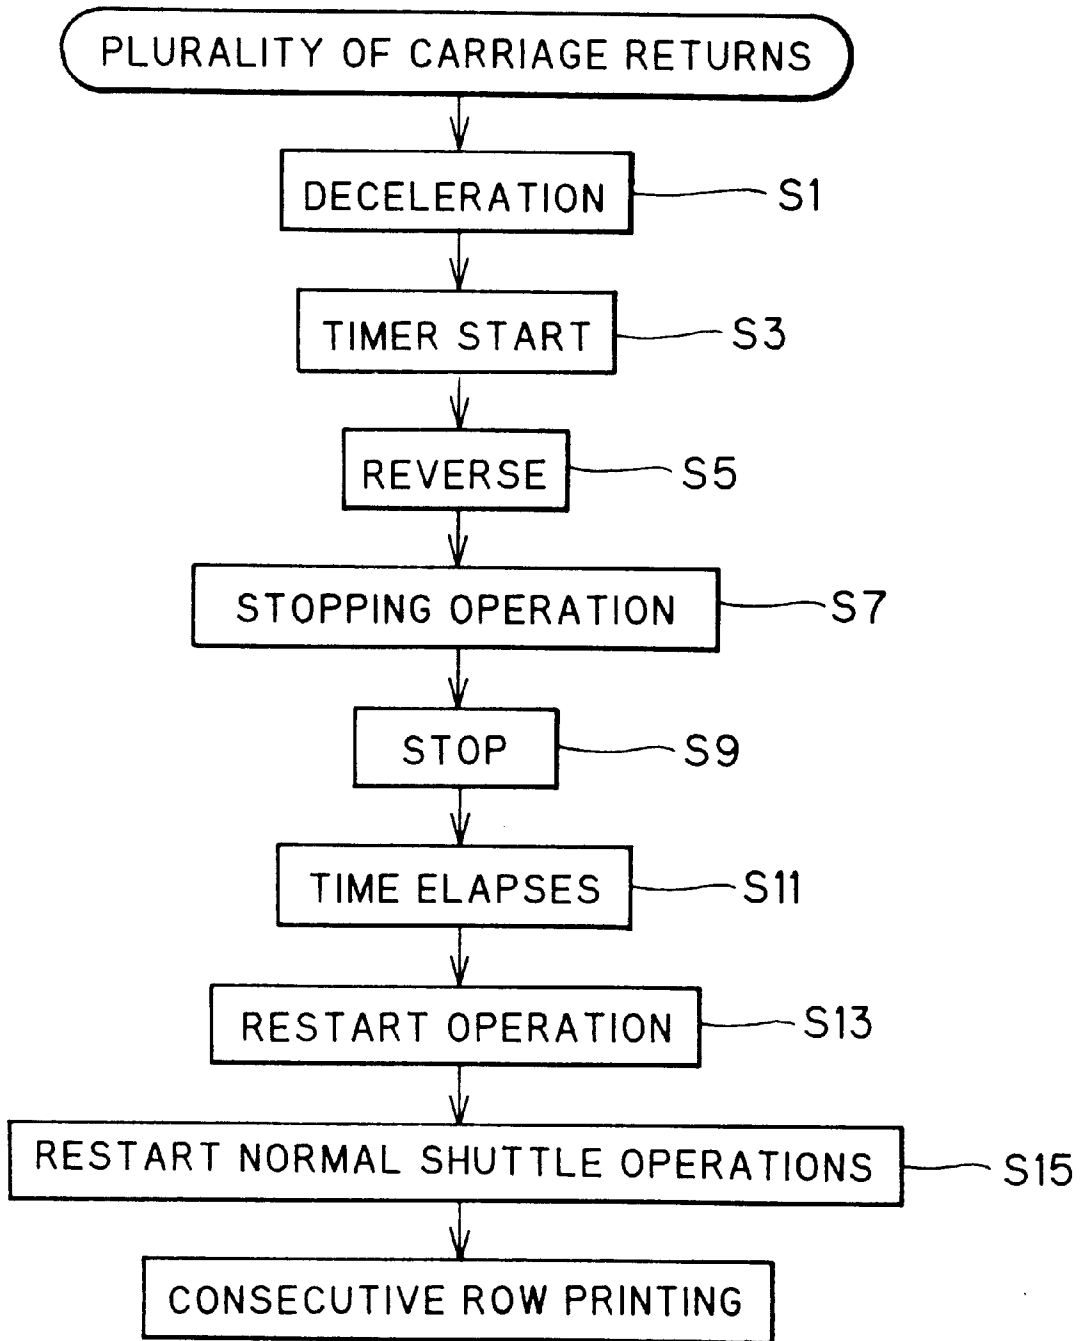 PLURALITY OF CARRIAGE RETURNS
DECELERATION
S1
TIMER START
S3
REVERSE
S5
STOPPING OPERATION
S7
STOP
S9
TIME ELAPSES
S11
RESTART OPERATION
S13
RESTART NORMAL SHUTTLE OPERATIONS
S15
CONSECUTIVE ROW PRINTING